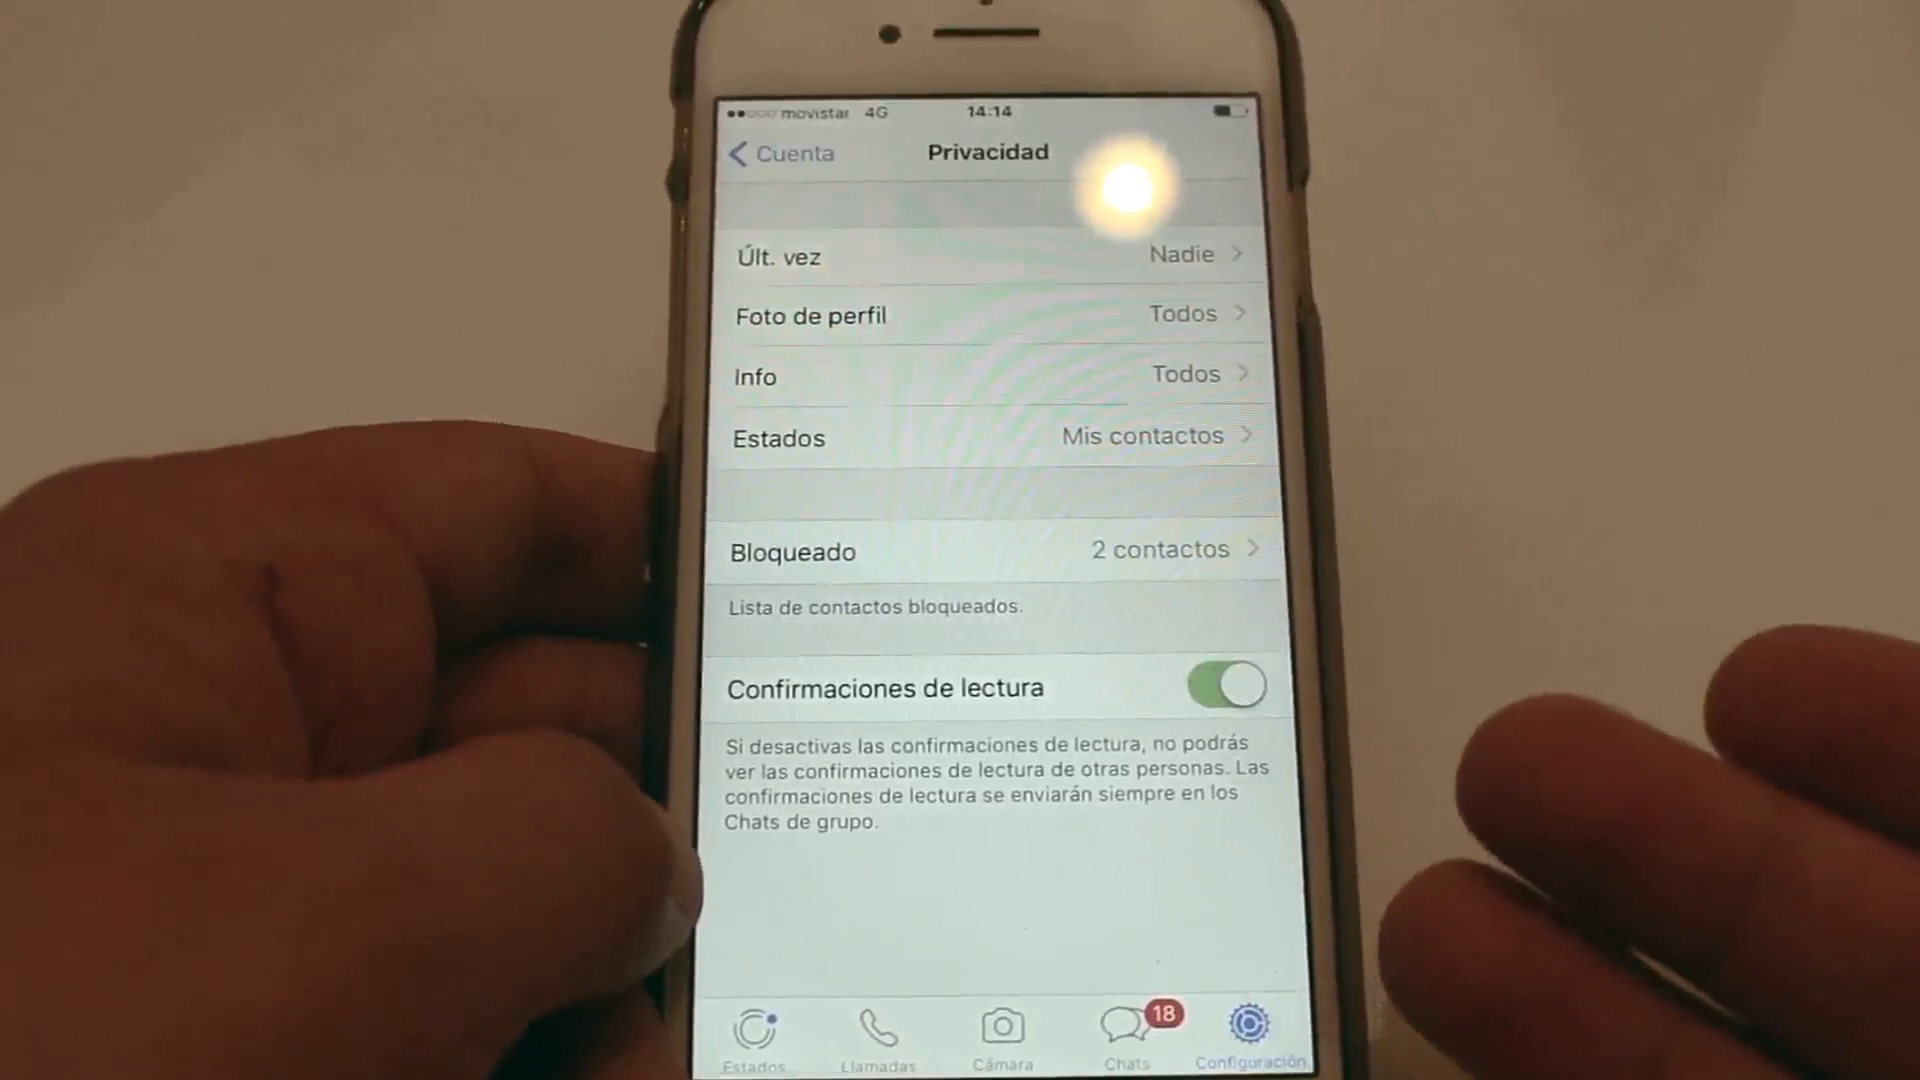 movistar 4G 14:14
Cuenta Privacidad
Últ. vez Nadie
Foto de perfil Todos
Info Todos
Estados Mis contactos
Bloqueado 2 contactos
Lista de contactos bloqueados.
Confirmaciones de lectura
Si desactivas las confirmaciones de lectura, no podrás
ver las confirmaciones de lectura de otras personas. Las
confirmaciones de lectura se enviarán siempre en los
Chats de grupo.
18
Estados Llamadas Cámara Chats Configuración